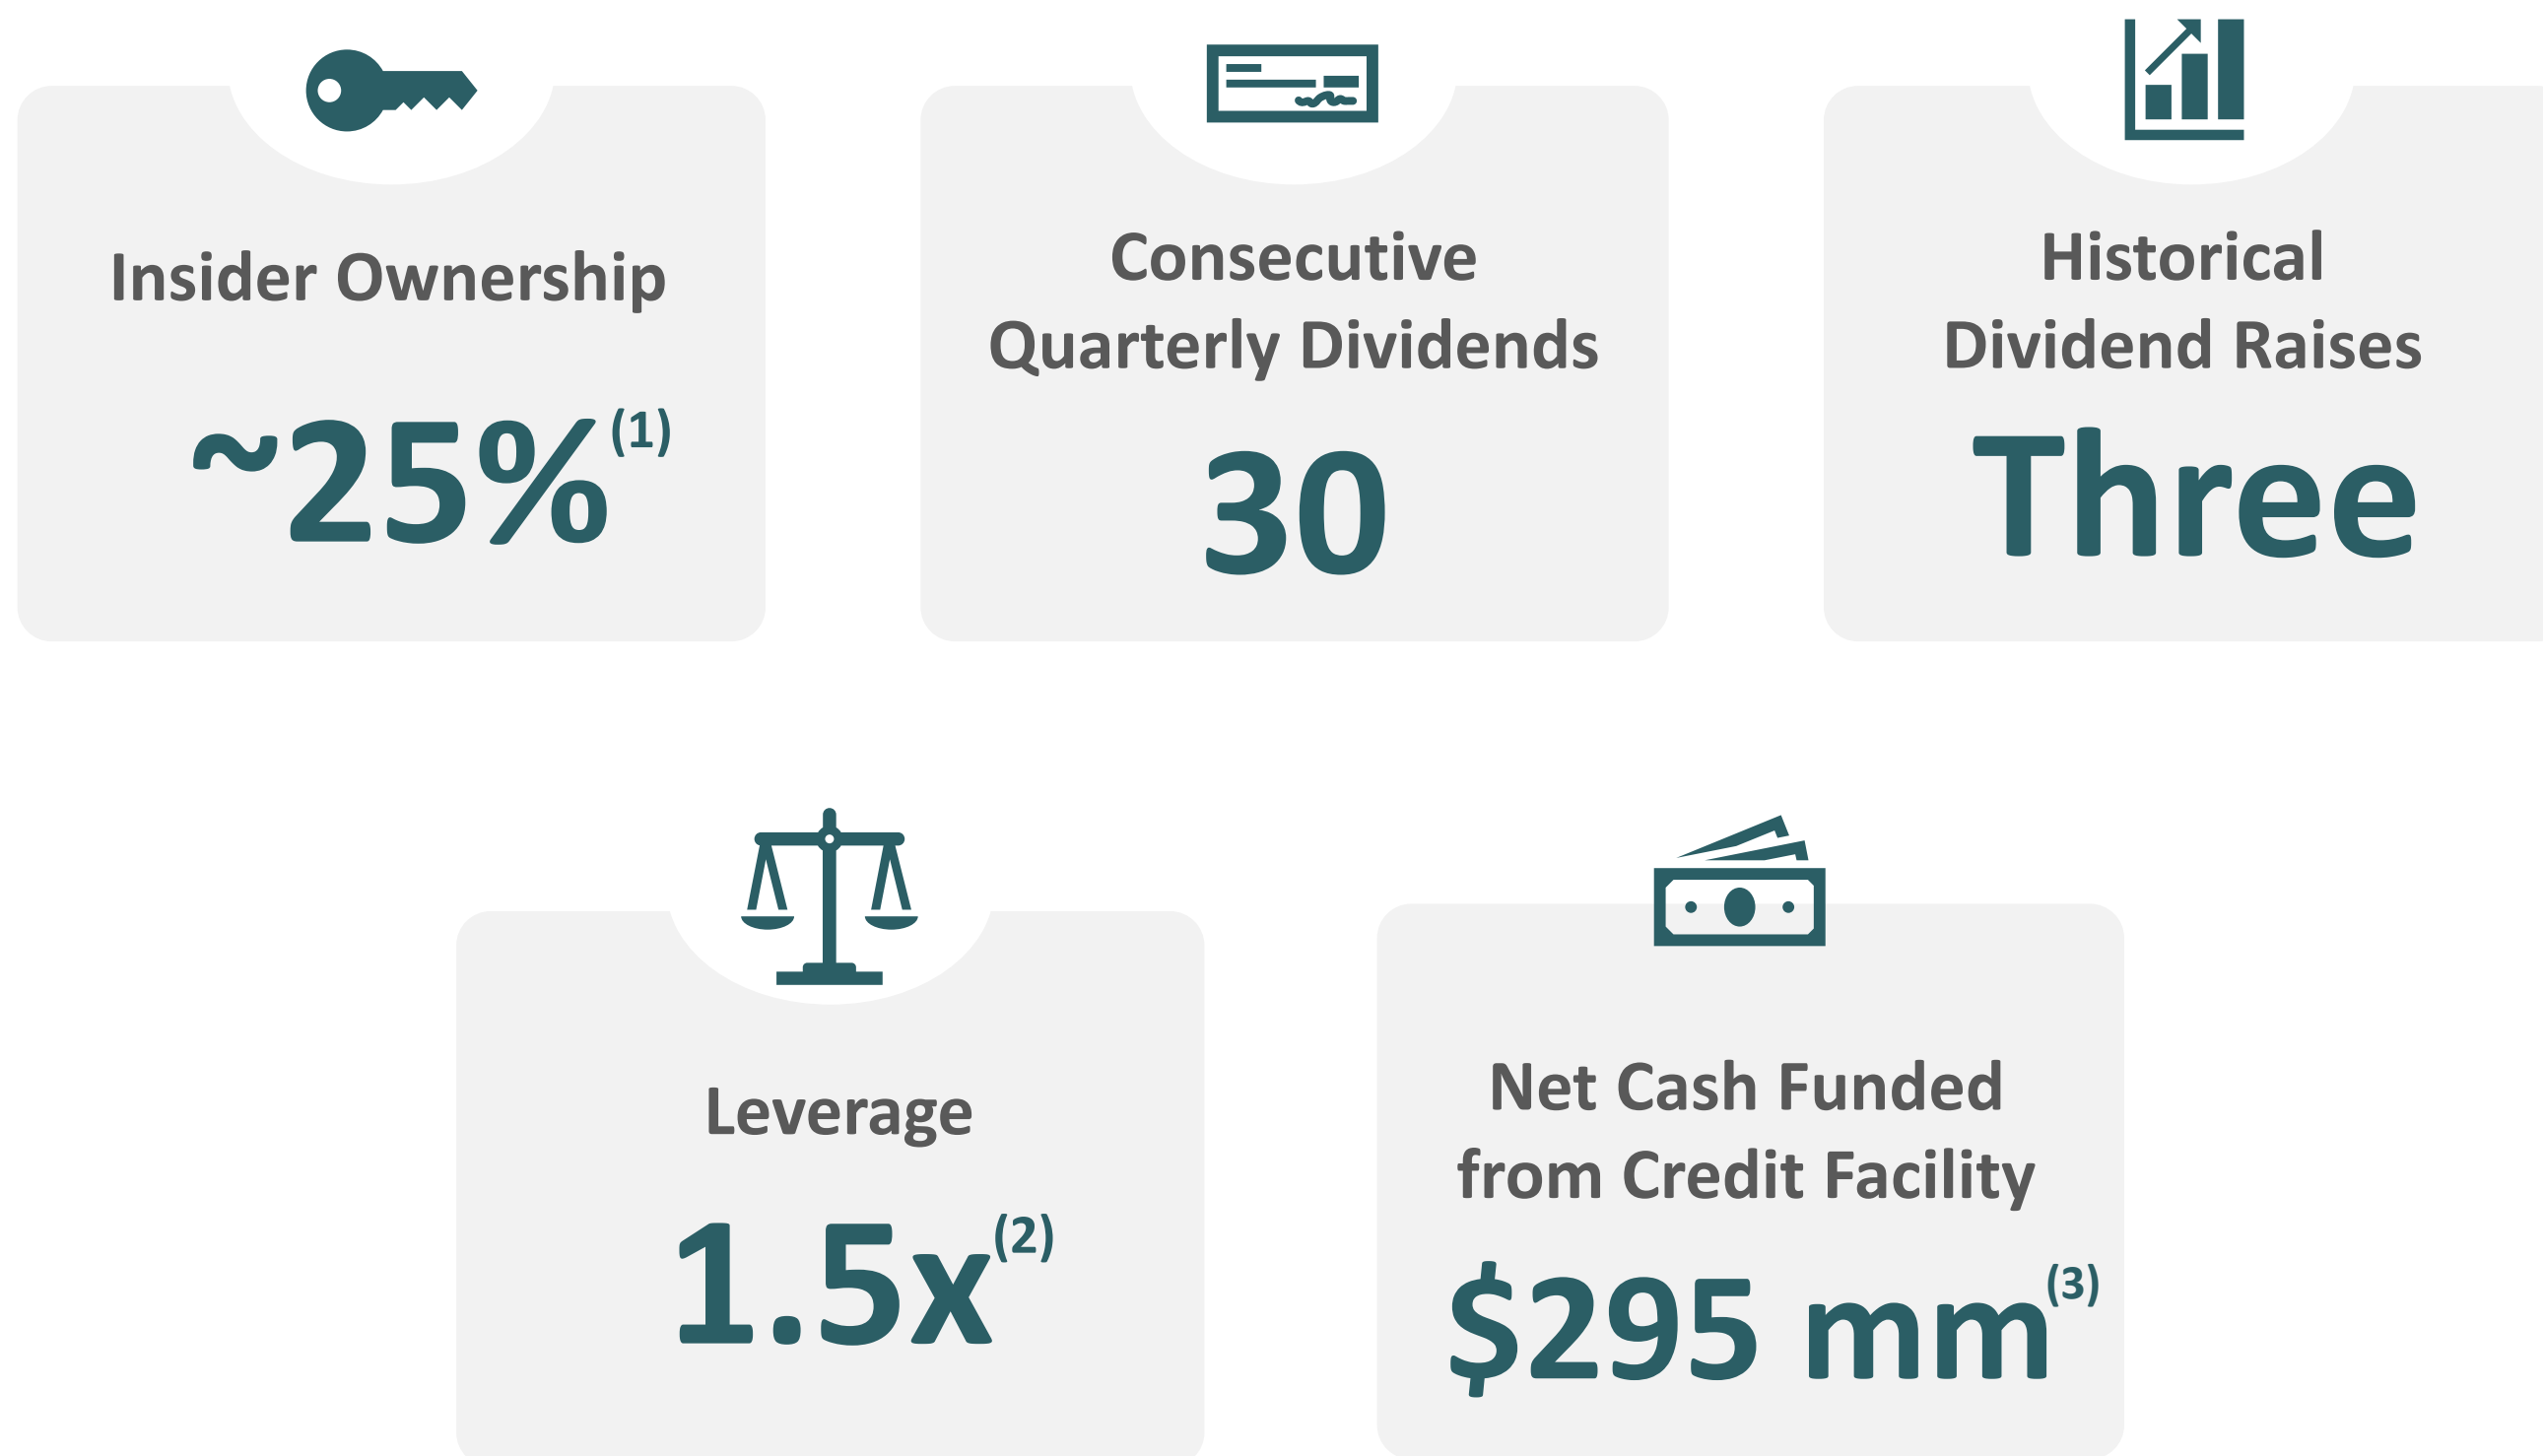 Insider Ownership
~25%(1)
Consecutive
Quarterly Dividends
30
Historical
Dividend Raises
Three
Leverage
1.5x(2)
Net Cash Funded
from Credit Facility
$295 mm(3)